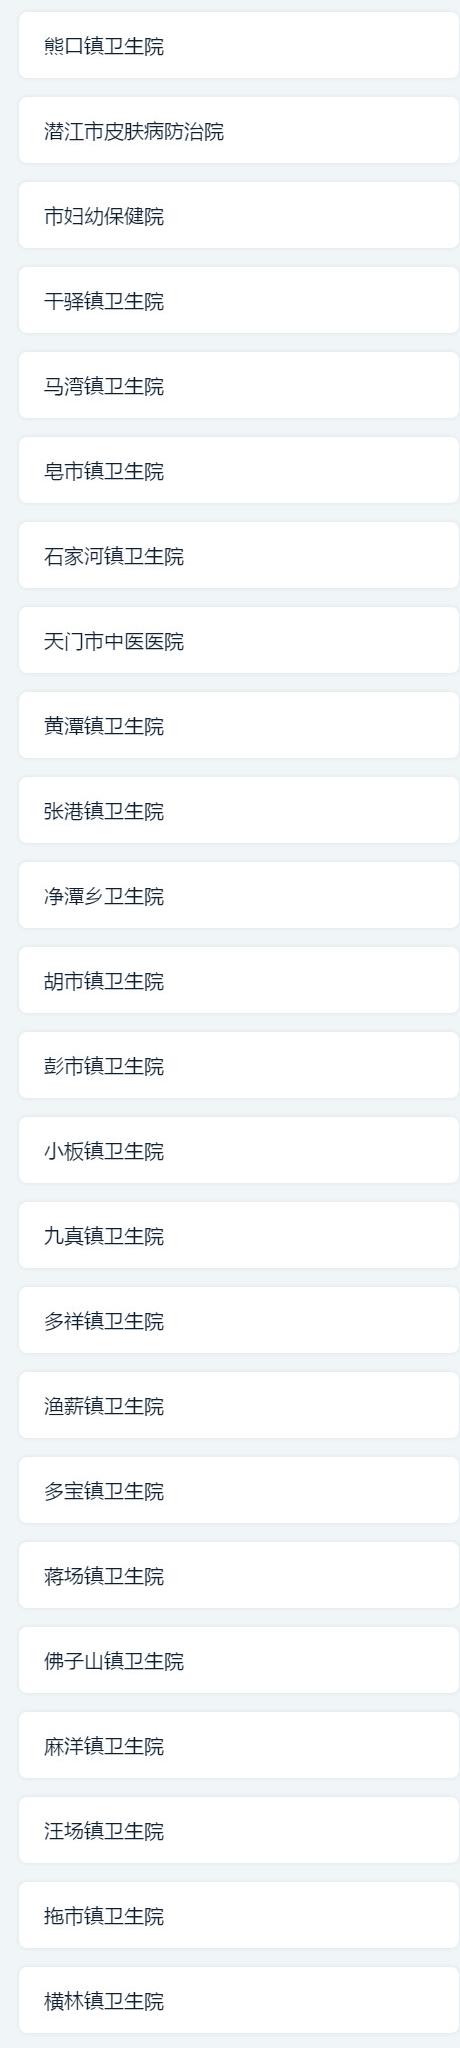 熊口镇卫生院
潜江市皮肤病防治院
市妇幼保健院
干驿镇卫生院
马湾镇卫生院
皂市镇卫生院
石家河镇卫生院
天门市中医医院
黄潭镇卫生院
张港镇卫生院
净潭乡卫生院
胡市镇卫生院
彭市镇卫生院
小板镇卫生院
九真镇卫生院
多祥镇卫生院
渔薪镇卫生院
多宝镇卫生院
蒋场镇卫生院
佛子山镇卫生院
麻洋镇卫生院
汪场镇卫生院
拖市镇卫生院
横林镇卫生院